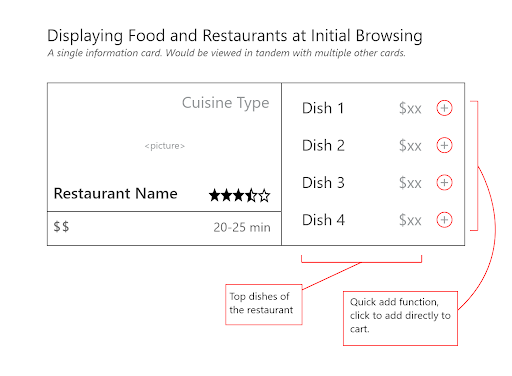 Displaying Food and Restaurants at Initial Browsing
A single information card. Would be viewed in tandem with multiple other cards.
Cuisine Type
<picture>
Restaurant Name
$$ 20-25 min
Dish 1 $xx +
Dish 2 $xx +
Dish 3 $xx +
Dish 4 $xx +
Top dishes of
the restaurant
Quick add function,
click to add directly to
cart.